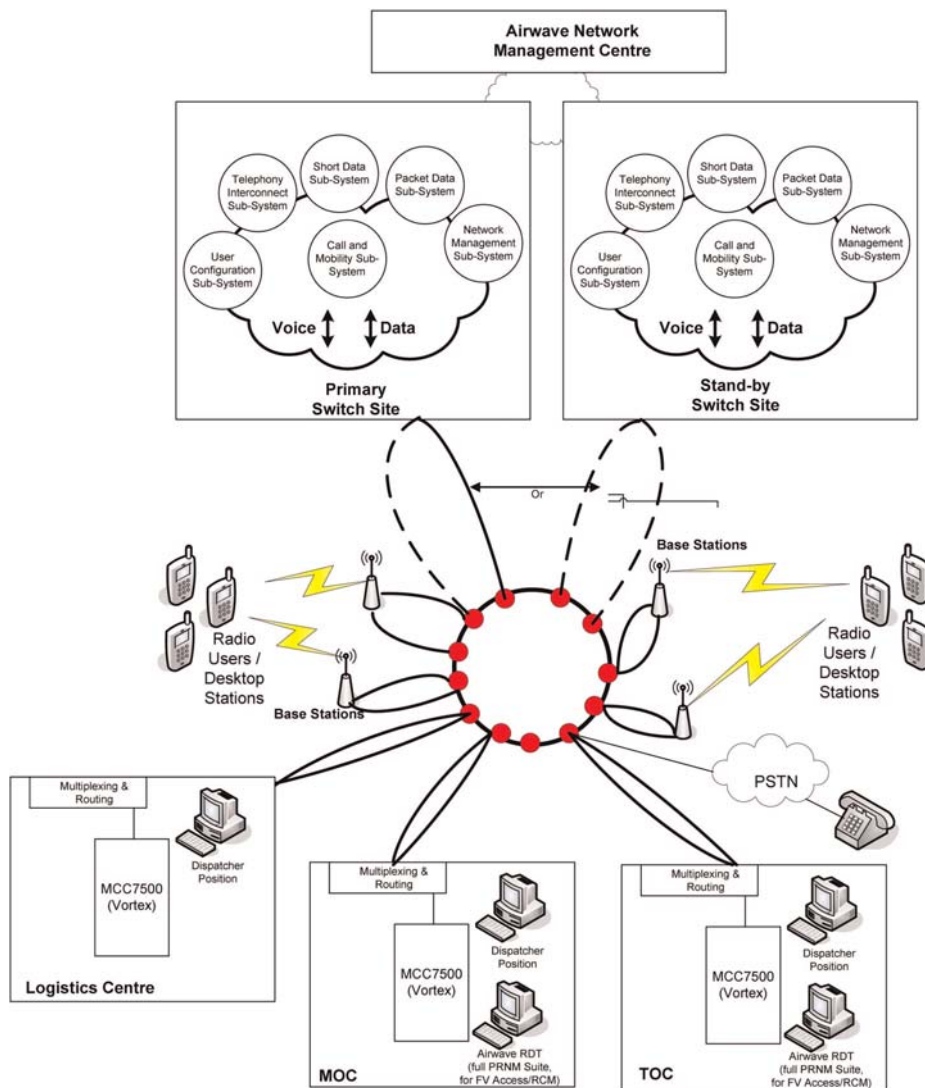 Airwave Network
Management Centre
Telephony
Interconnect
Sub-System
Short Data
Sub-System
Packet Data
Sub-System
User
Configuration
Sub-System
Call and
Mobility Sub-
System
Network
Management
Sub-System
Voice
Data
Primary
Switch Site
Telephony
Interconnect
Sub-System
Short Data
Sub-System
Packet Data
Sub-System
User
Configuration
Sub-System
Call and
Mobility Sub-
System
Network
Management
Sub-System
Voice
Data
Stand-by
Switch Site
Or
Base Stations
Radio
Users /
Desktop
Stations
Base Stations
Radio
Users /
Desktop
Stations
PSTN
Multiplexing &
Routing
MCC7500
(Vortex)
Dispatcher
Position
Logistics Centre
Multiplexing &
Routing
MCC7500
(Vortex)
Dispatcher
Position
Airwave RDT
(full PRNM Suite,
for FV Access/RCM)
MOC
Multiplexing &
Routing
MCC7500
(Vortex)
Dispatcher
Position
Airwave RDT
(full PRNM Suite,
for FV Access/RCM)
TOC